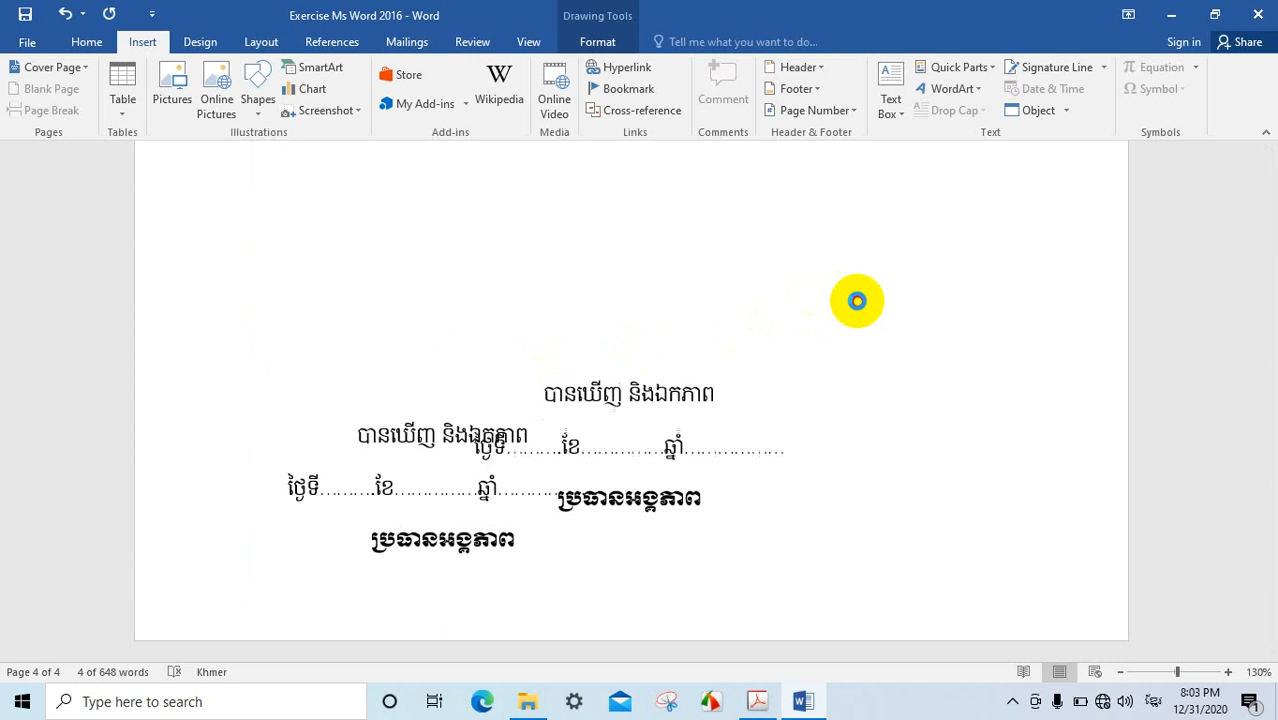 Exercise Ms Word 2016 - Word
Drawing Tools
File Home Insert Design Layout References Mailings Review View Format Tell me what you want to do... Sign in Share
Cover Page
Blank Page
Page Break
Pages
Table
Tables
Pictures
Online Pictures
Shapes
SmartArt
Chart
Screenshot
Illustrations
Store
My Add-ins
Wikipedia
Add-ins
Online Video
Media
Hyperlink
Bookmark
Cross-reference
Links
Comment
Comments
Header
Footer
Page Number
Header & Footer
Text Box
Quick Parts
WordArt
Drop Cap
Signature Line
Date & Time
Object
Text
Equation
Symbol
Symbols
បានឃើញ និងឯកភាព
ថ្ងៃទី..........ខែ...............ឆ្នាំ..................
ប្រធានអង្គភាព
បានឃើញ និងឯកភាព
ថ្ងៃទី..........ខែ...............ឆ្នាំ...........
ប្រធានអង្គភាព
Page 4 of 4 4 of 648 words Khmer 130%
Type here to search
8:03 PM
12/31/2020